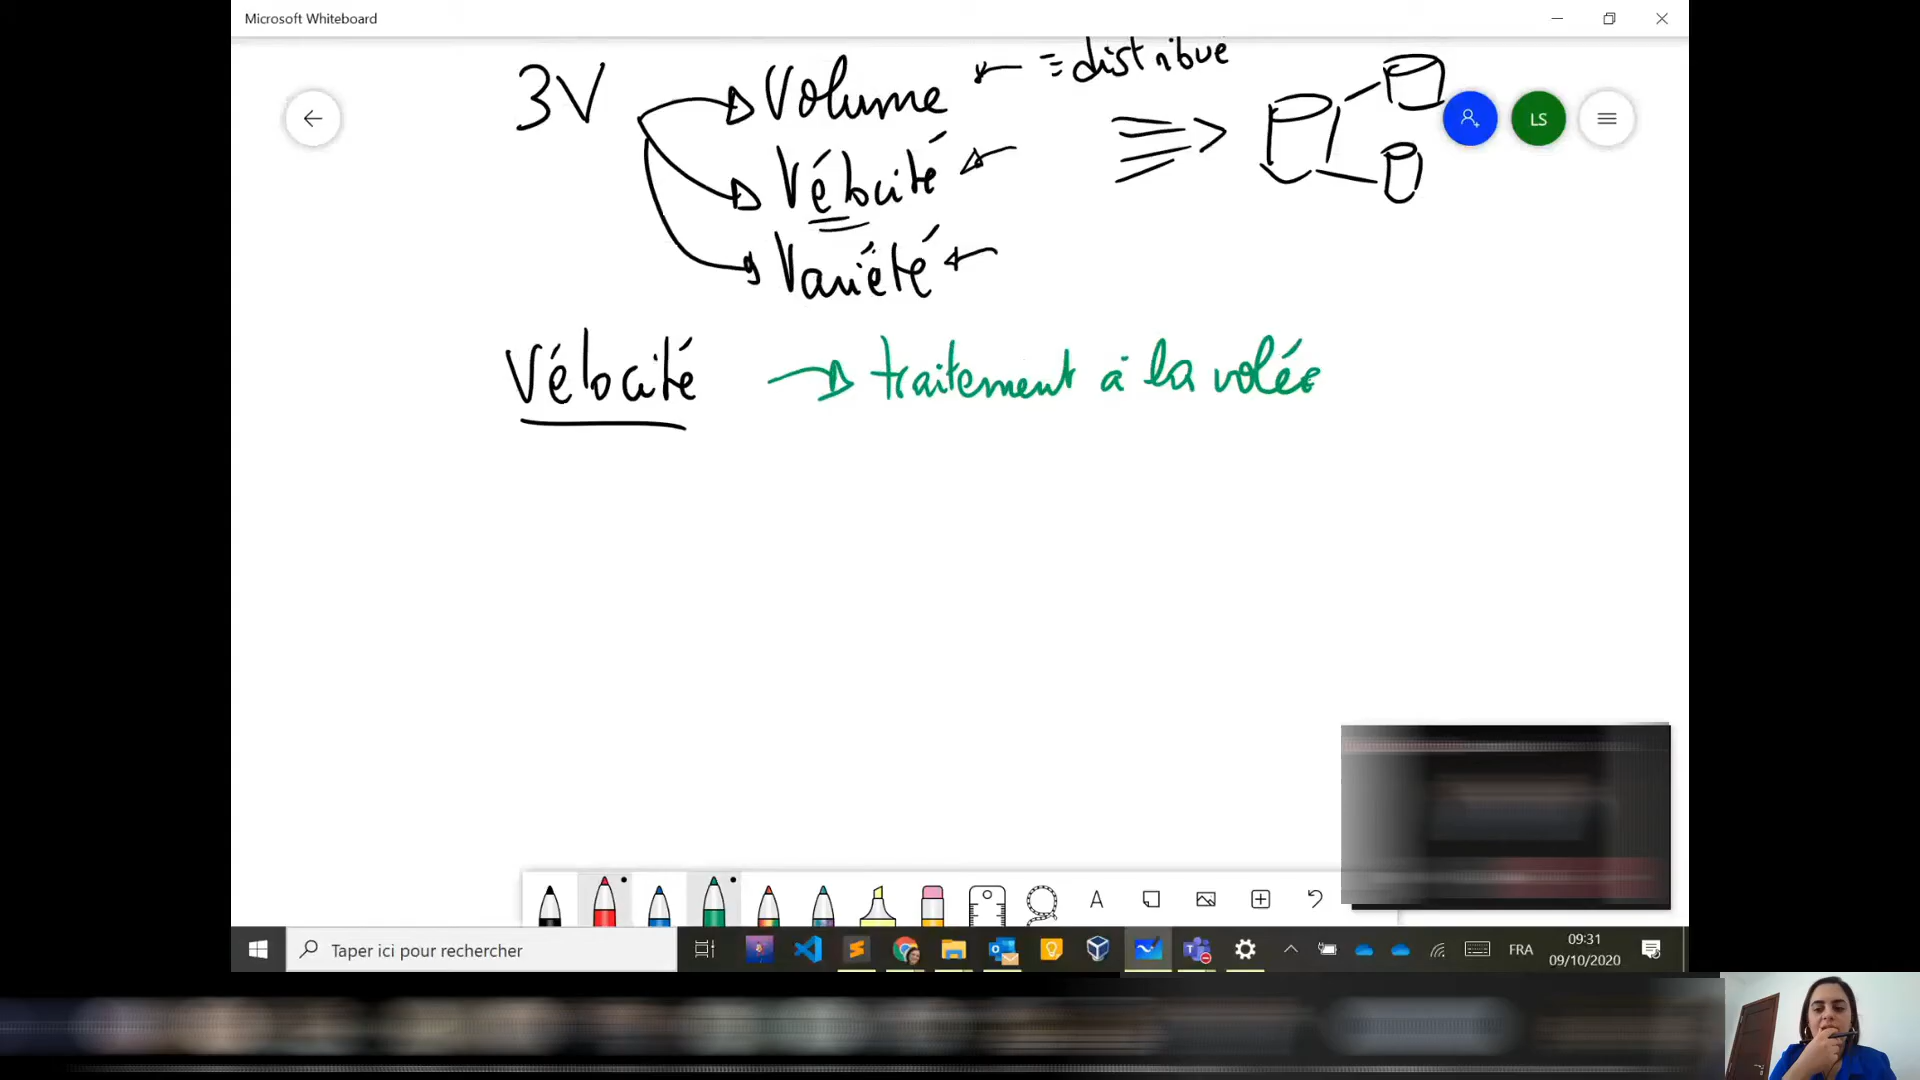 Microsoft Whiteboard
3V
Volume
= distribue
Vélocité
Variété
LS
Vélocité
traitement à la volée
A
Taper ici pour rechercher
FRA
09:31
09/10/2020